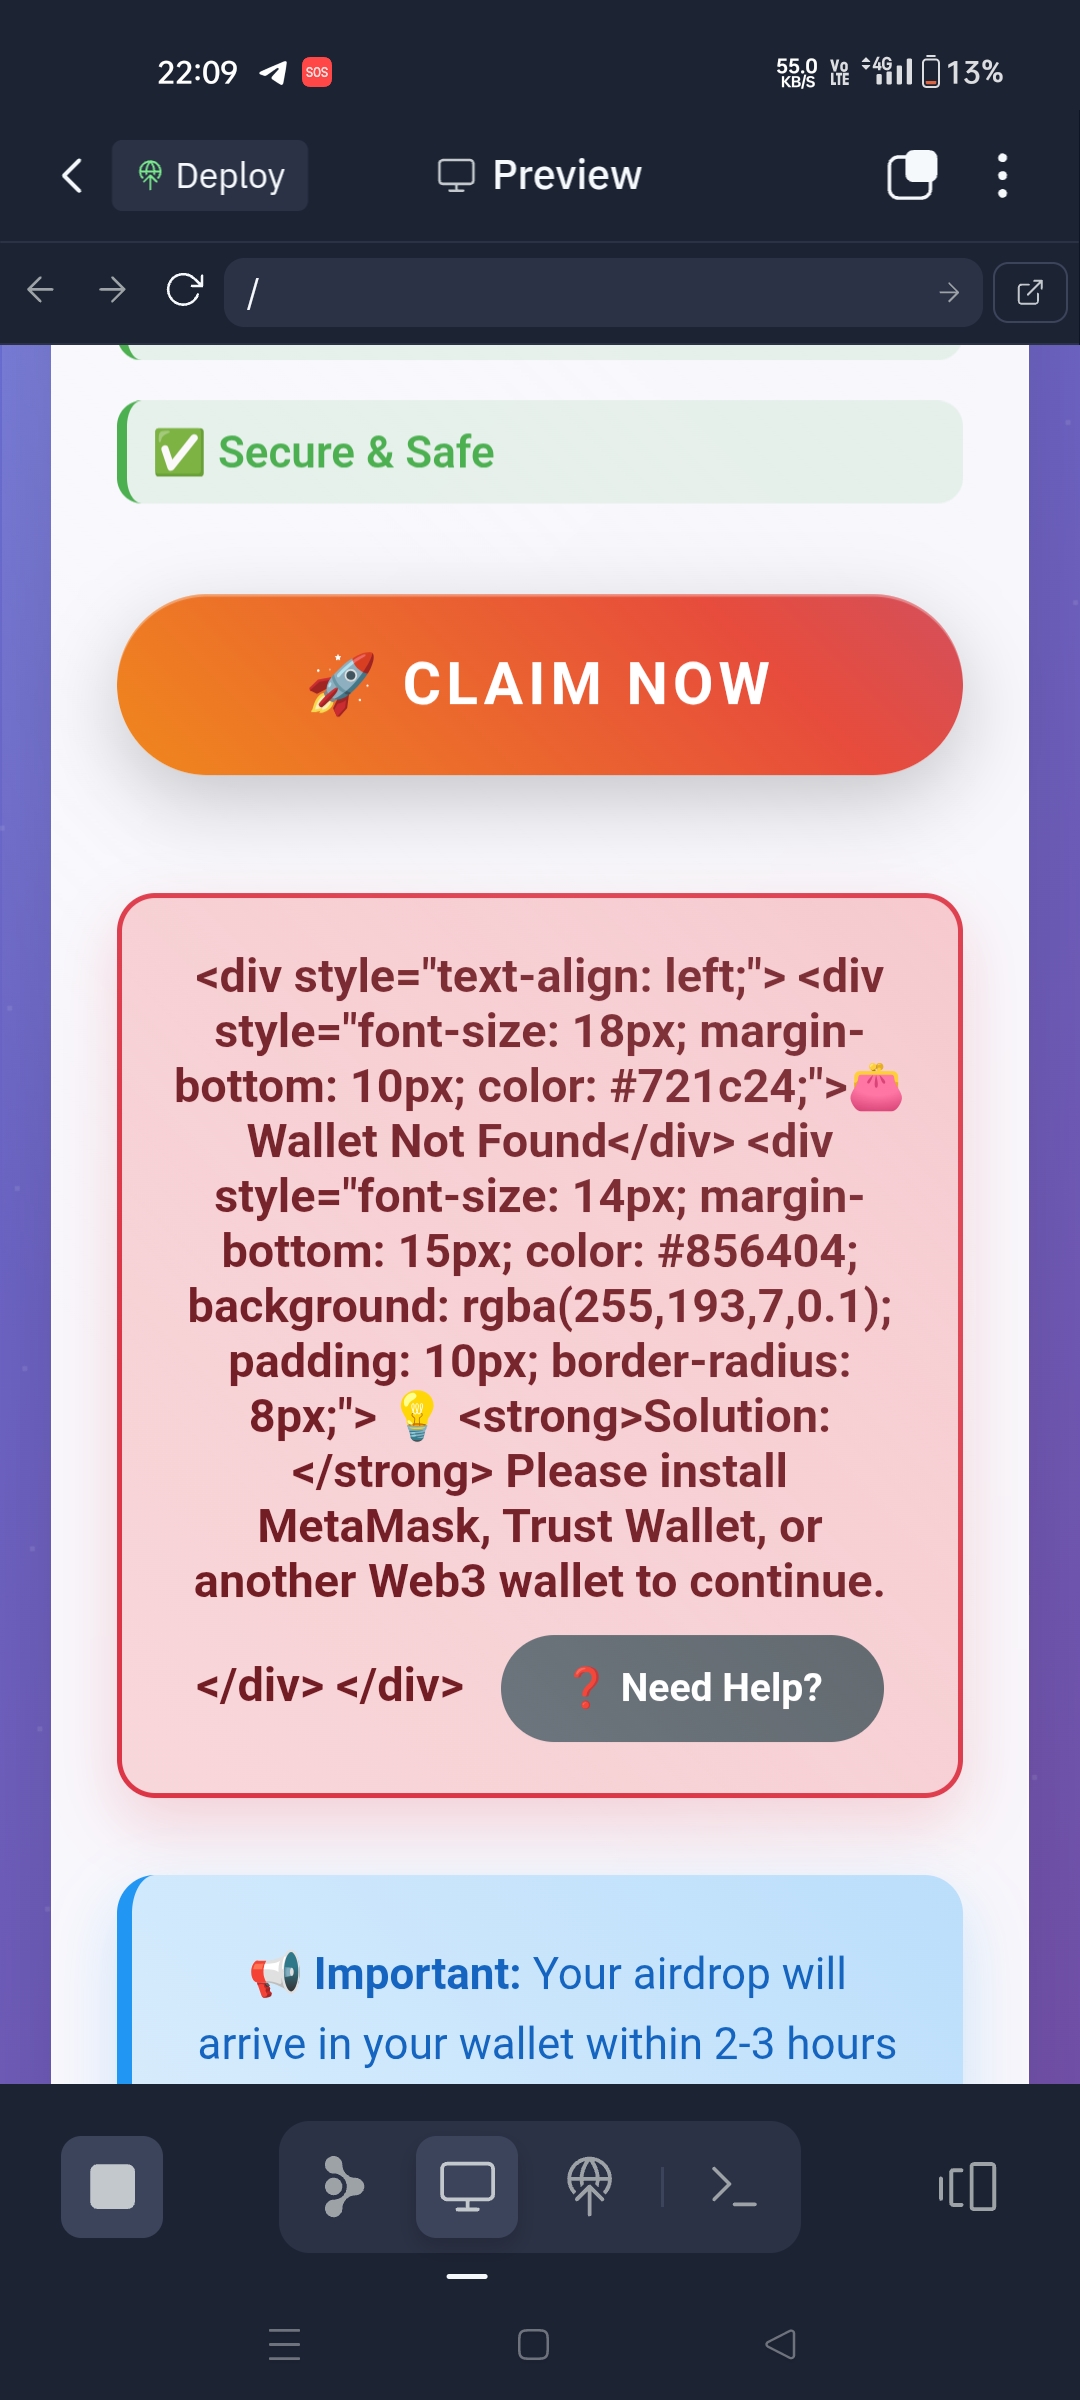 22:09 SOS 55.0 KB/S Vo LTE 4G 13%
Deploy Preview
/
✅ Secure & Safe
🚀 CLAIM NOW
<div style="text-align: left;"> <div
style="font-size: 18px; margin-
bottom: 10px; color: #721c24;">👛
Wallet Not Found</div> <div
style="font-size: 14px; margin-
bottom: 15px; color: #856404;
background: rgba(255,193,7,0.1);
padding: 10px; border-radius:
8px;"> 💡 <strong>Solution:
</strong> Please install
MetaMask, Trust Wallet, or
another Web3 wallet to continue.
</div> </div> ❓ Need Help?
📢 Important: Your airdrop will
arrive in your wallet within 2-3 hours